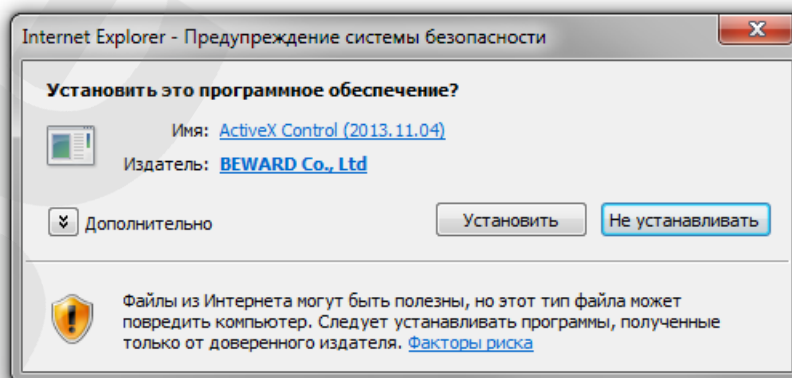 Internet Explorer - Предупреждение системы безопасности
Установить это программное обеспечение?
Имя: ActiveX Control (2013.11.04)
Издатель: BEWARD Co., Ltd
Дополнительно
Установить
Не устанавливать
Файлы из Интернета могут быть полезны, но этот тип файла может
повредить компьютер. Следует устанавливать программы, полученные
только от доверенного издателя. Факторы риска